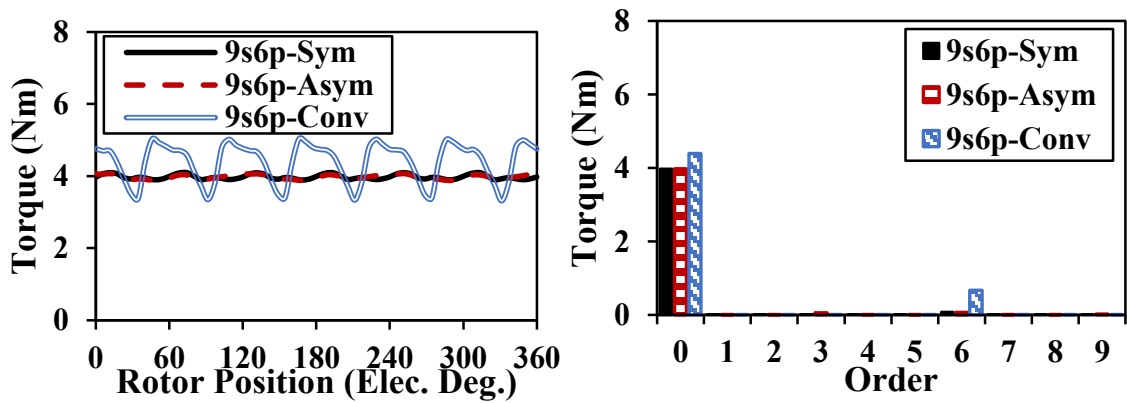 8
6
4
2
0
Torque (Nm)
9s6p-Sym
9s6p-Asym
9s6p-Conv
0 60 120 180 240 300 360
Rotor Position (Elec. Deg.)
8
6
4
2
0
Torque (Nm)
9s6p-Sym
9s6p-Asym
9s6p-Conv
0 1 2 3 4 5 6 7 8 9
Order